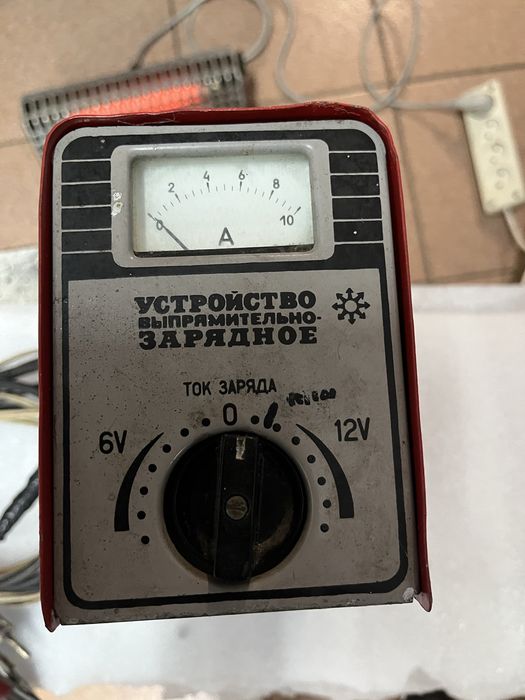 0 2 4 6 8 10
A
УСТРОЙСТВО
ВЫПРЯМИТЕЛЬНО-
ЗАРЯДНОЕ
ТОК ЗАРЯДА
6V 0 12V